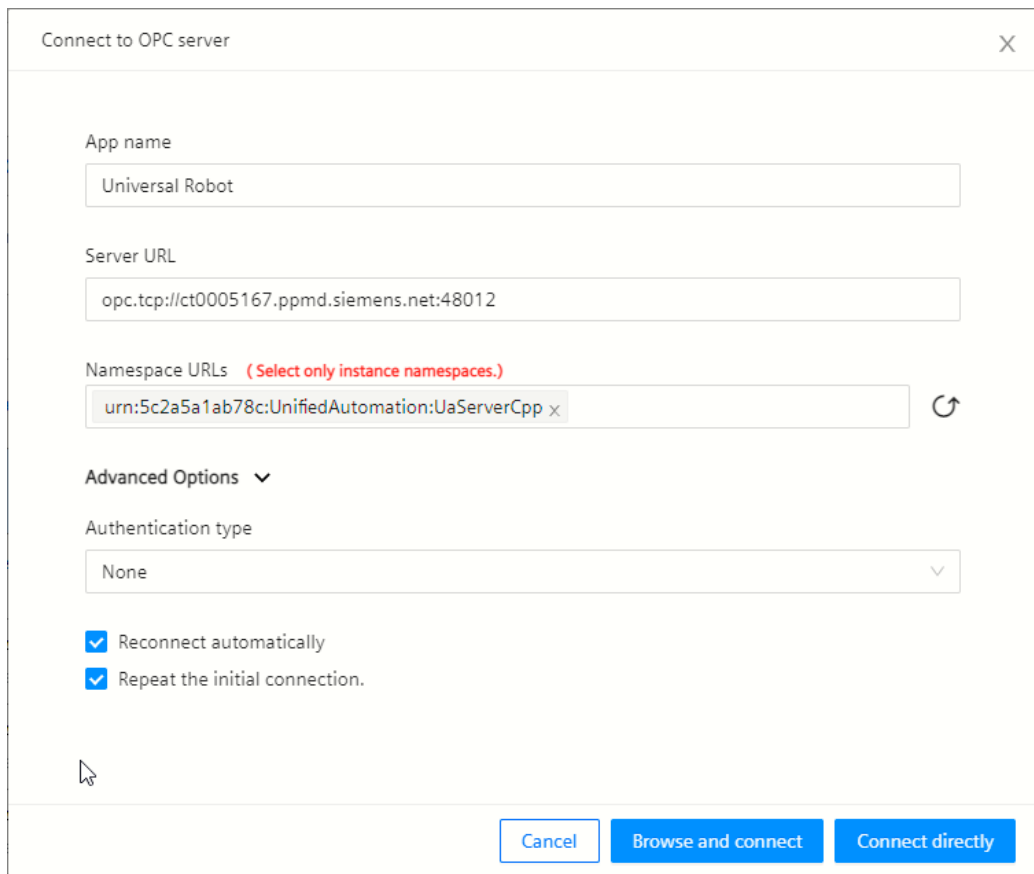 Connect to OPC server
App name
Universal Robot
Server URL
opc.tcp://ct0005167.ppmd.siemens.net:48012
Namespace URLs ( Select only instance namespaces.)
urn:5c2a5a1ab78c:UnifiedAutomation:UaServerCpp x
Advanced Options
Authentication type
None
Reconnect automatically
Repeat the initial connection.
Cancel Browse and connect Connect directly